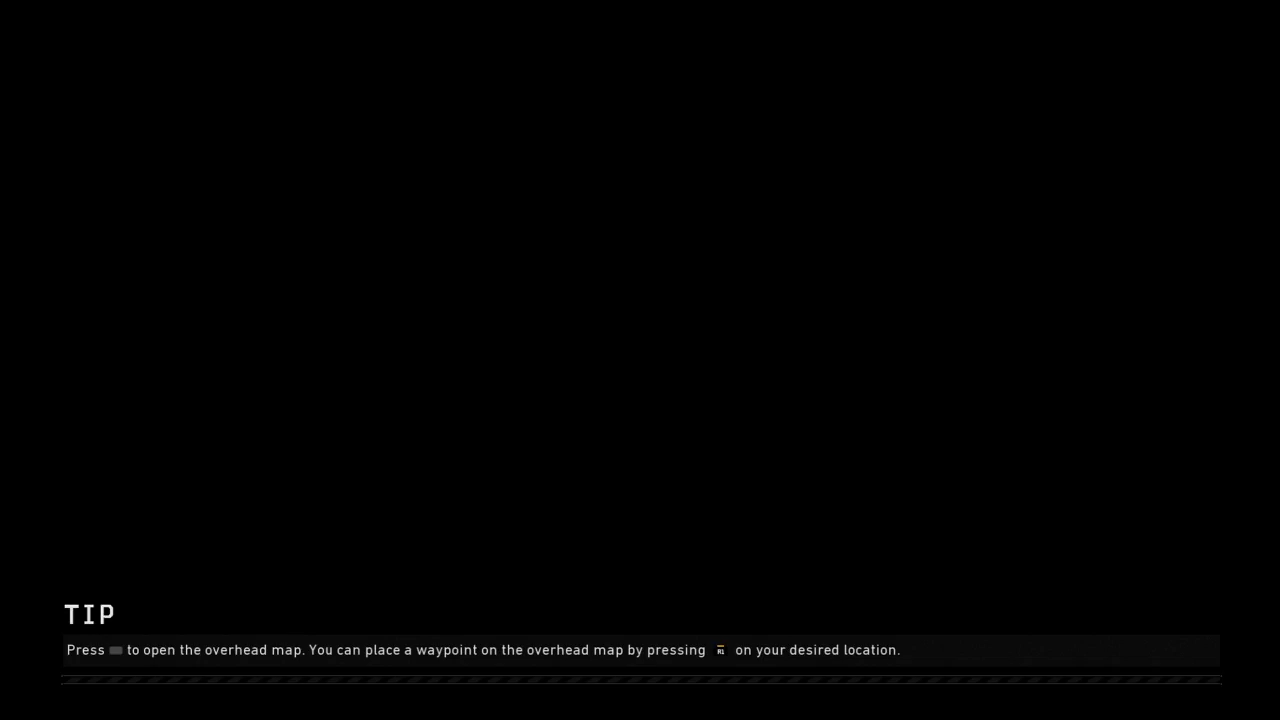 TIP
Press to open the overhead map. You can place a waypoint on the overhead map by pressing R1 on your desired location.